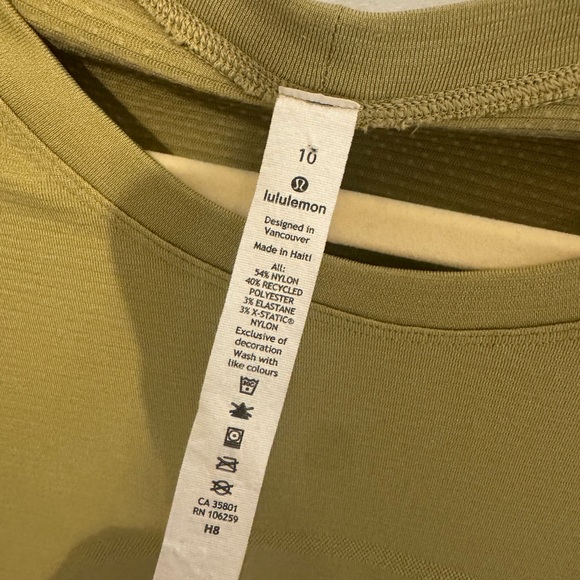 10
lululemon
Designed in
Vancouver
Made in Haiti
All:
54% NYLON
40% RECYCLED
POLYESTER
3% ELASTANE
3% X-STATIC®
NYLON
Exclusive of
decoration
Wash with
like colours
CA 35801
RN 106259
H8